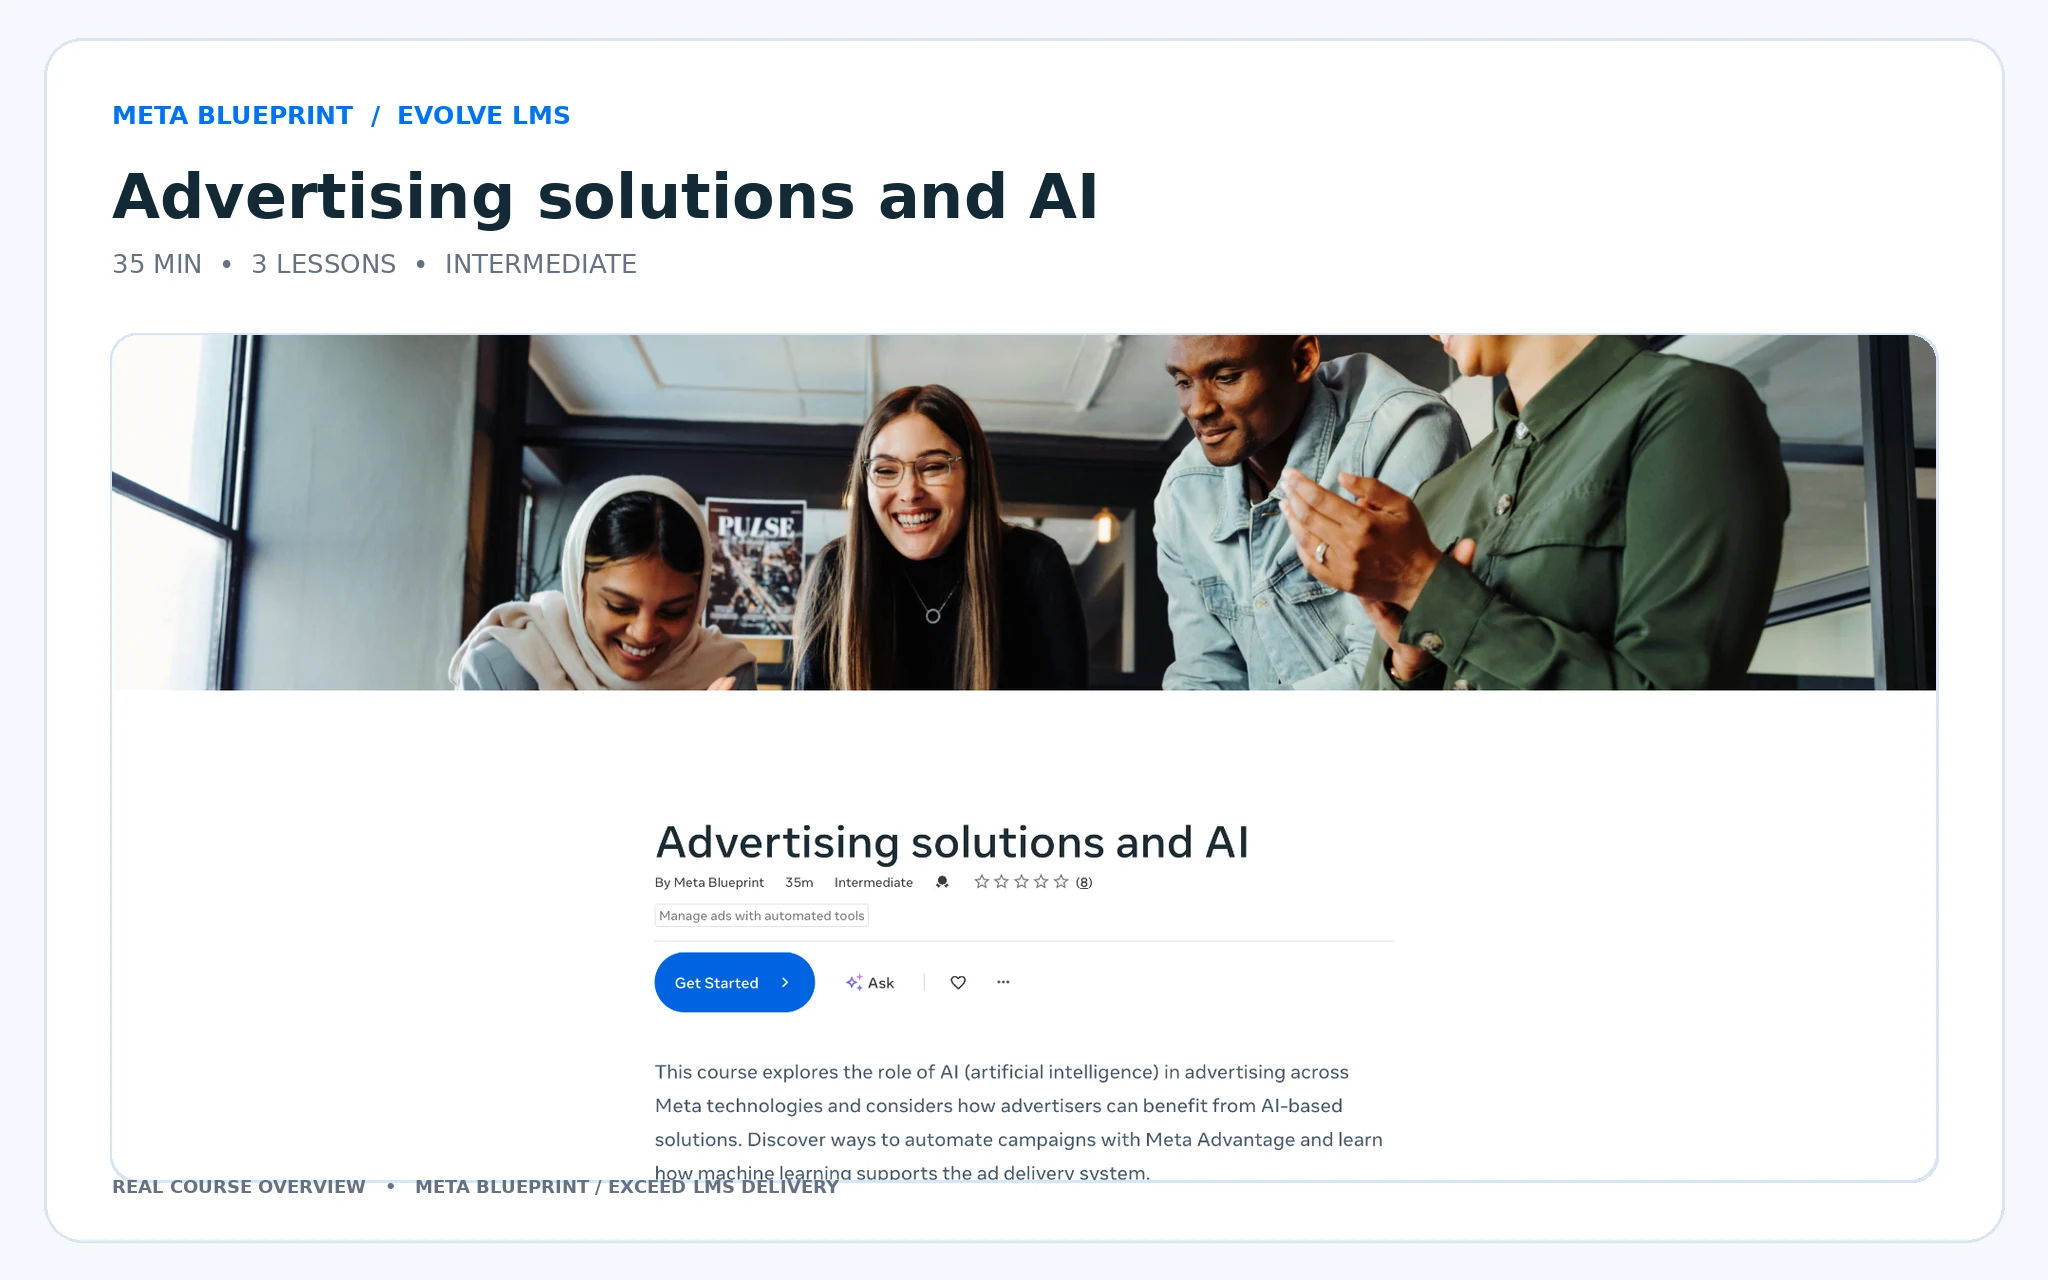 META BLUEPRINT / EVOLVE LMS
Advertising solutions and AI
35 MIN • 3 LESSONS • INTERMEDIATE
PULSE
Advertising solutions and AI
By Meta Blueprint 35m Intermediate (8)
Manage ads with automated tools
Get Started Ask
This course explores the role of AI (artificial intelligence) in advertising across
Meta technologies and considers how advertisers can benefit from AI-based
solutions. Discover ways to automate campaigns with Meta Advantage and learn
how machine learning supports the ad delivery system.
REAL COURSE OVERVIEW • META BLUEPRINT / EXCEED LMS DELIVERY